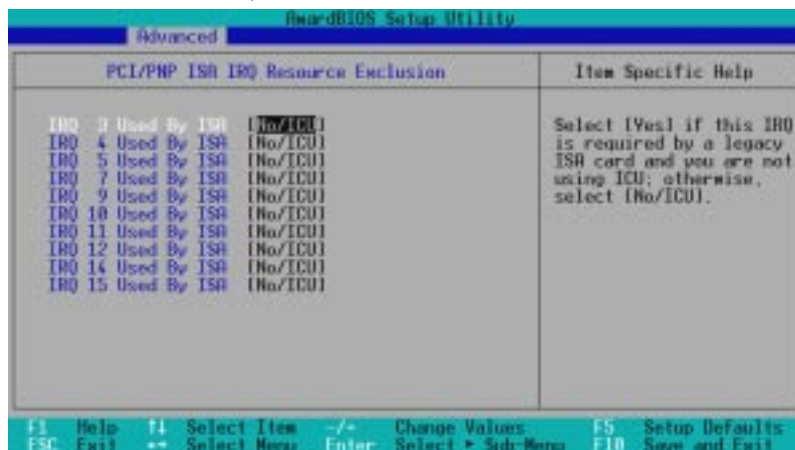 AwardBIOS Setup Utility
Advanced
PCI/PNP ISA IRQ Resource Exclusion
Item Specific Help
IRQ 3 Used By ISA [No/ICU]
IRQ 4 Used By ISA [No/ICU]
IRQ 5 Used By ISA [No/ICU]
IRQ 7 Used By ISA [No/ICU]
IRQ 9 Used By ISA [No/ICU]
IRQ 10 Used By ISA [No/ICU]
IRQ 11 Used By ISA [No/ICU]
IRQ 12 Used By ISA [No/ICU]
IRQ 14 Used By ISA [No/ICU]
IRQ 15 Used By ISA [No/ICU]
Select [Yes] if this IRQ
is required by a legacy
ISA card and you are not
using ICU; otherwise,
select [No/ICU].
F1 Help ↑↓ Select Item -/+ Change Values F5 Setup Defaults
ESC Exit ←→ Select Menu Enter Select ► Sub-Menu F10 Save and Exit